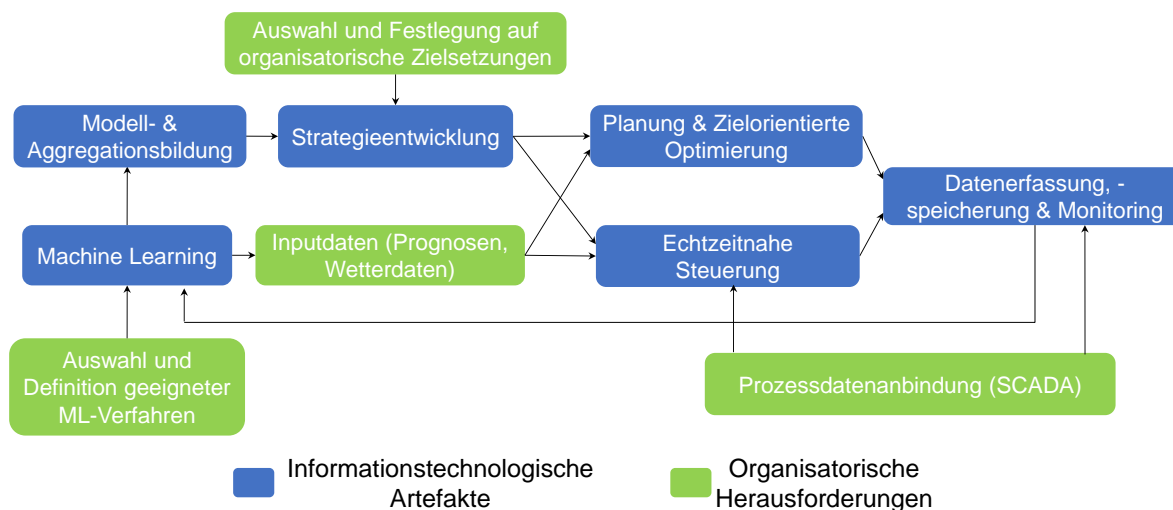 Auswahl und Festlegung auf
organisatorische Zielsetzungen
Modell- &
Aggregationsbildung
Strategieentwicklung
Planung & Zielorientierte
Optimierung
Datenerfassung, -
speicherung & Monitoring
Machine Learning
Inputdaten (Prognosen,
Wetterdaten)
Echtzeitnahe
Steuerung
Auswahl und
Definition geeigneter
ML-Verfahren
Prozessdatenanbindung (SCADA)
Informationstechnologische
Artefakte
Organisatorische
Herausforderungen